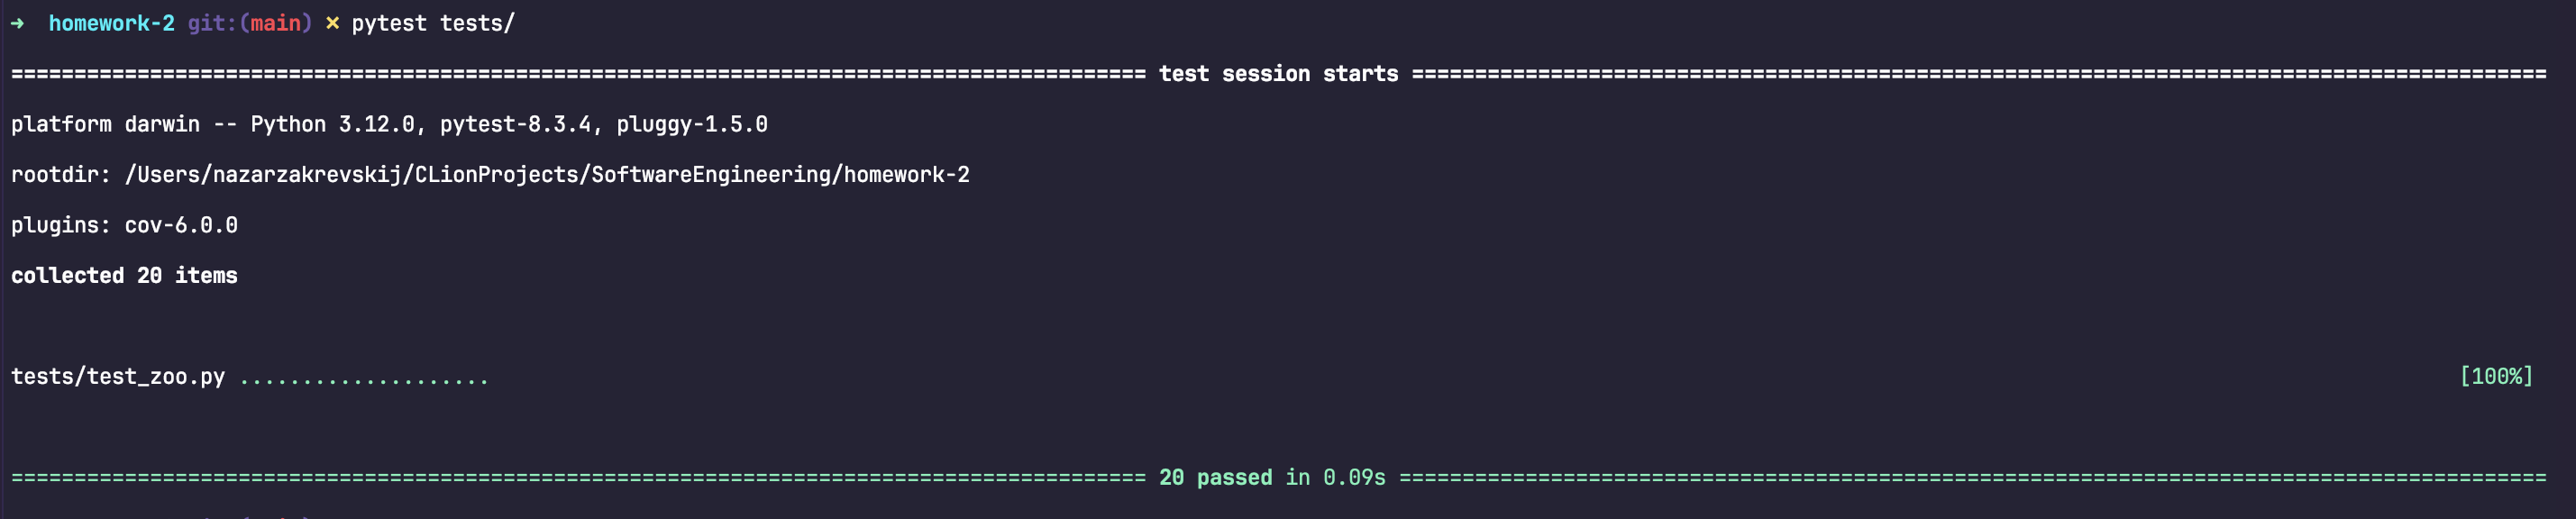 → homework-2 git:(main) × pytest tests/
========================================================================================== test session starts ==========================================================================================
platform darwin -- Python 3.12.0, pytest-8.3.4, pluggy-1.5.0
rootdir: /Users/nazarzakrevskij/CLionProjects/SoftwareEngineering/homework-2
plugins: cov-6.0.0
collected 20 items
tests/test_zoo.py .................... [100%]
========================================================================================== 20 passed in 0.09s ===========================================================================================